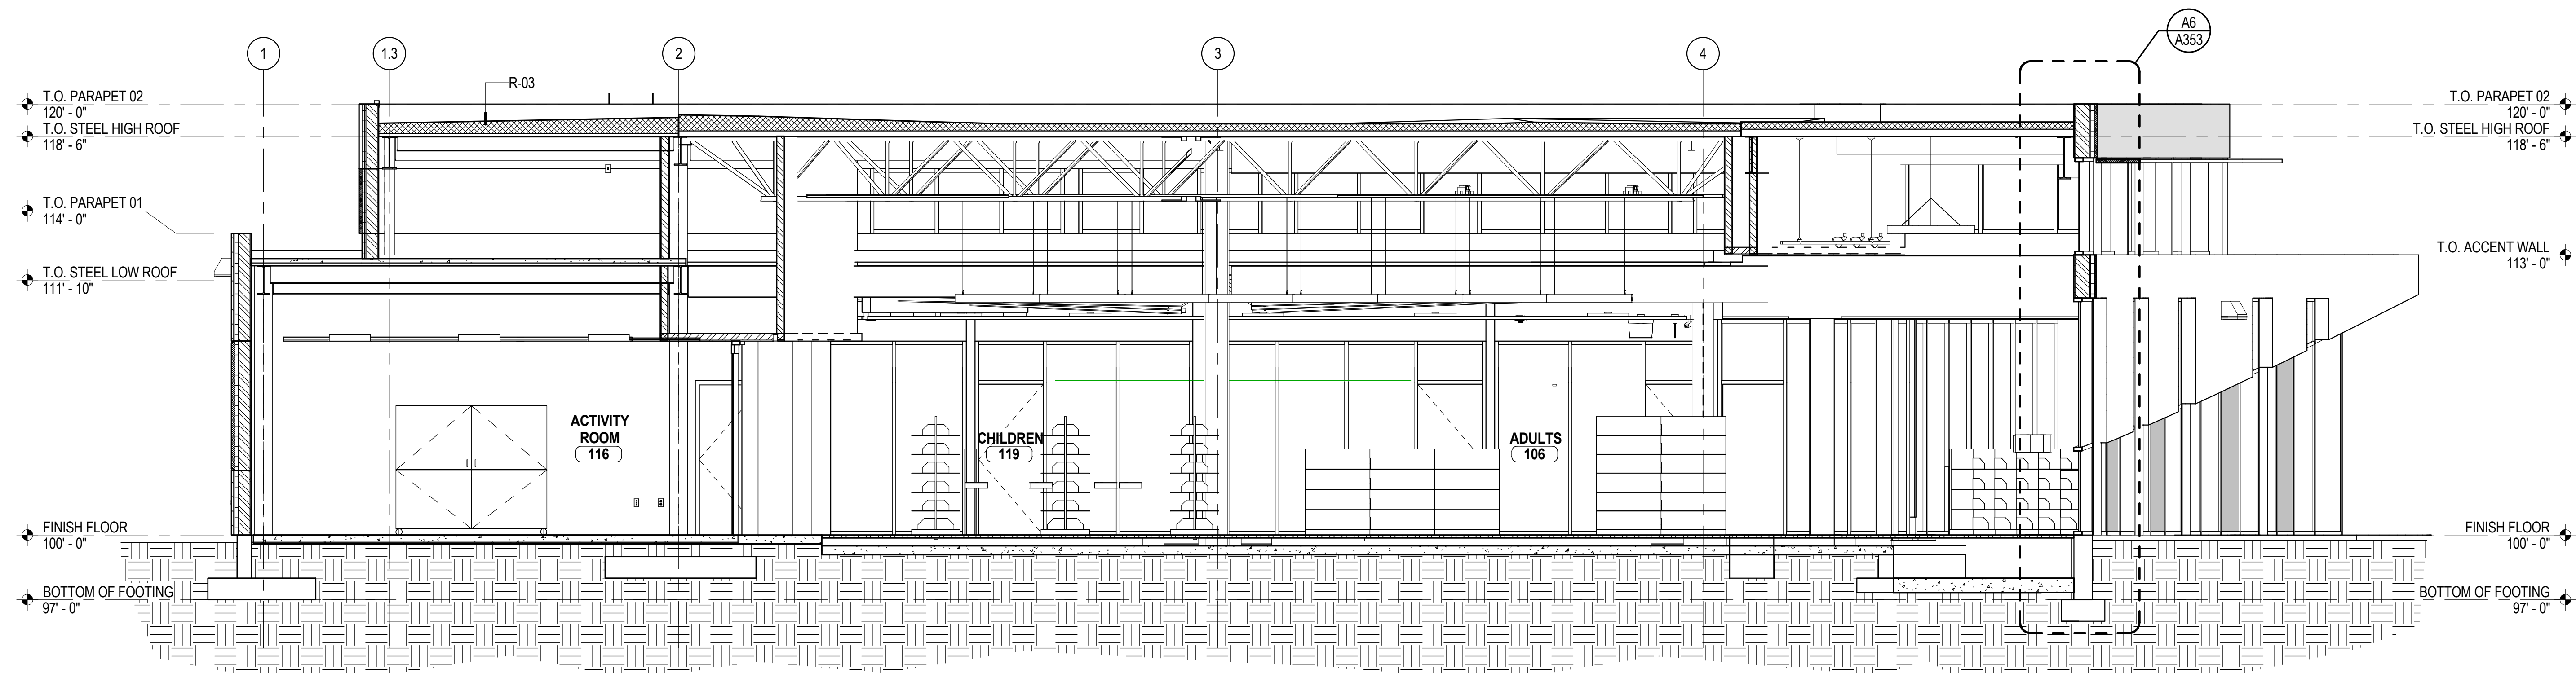 1
1.3
2
3
4
A6
A353
R-03
T.O. PARAPET 02
120' - 0"
T.O. STEEL HIGH ROOF
118' - 6"
T.O. PARAPET 01
114' - 0"
T.O. STEEL LOW ROOF
111' - 10"
FINISH FLOOR
100' - 0"
BOTTOM OF FOOTING
97' - 0"
ACTIVITY
ROOM
116
CHILDREN
119
ADULTS
106
T.O. PARAPET 02
120' - 0"
T.O. STEEL HIGH ROOF
118' - 6"
T.O. ACCENT WALL
113' - 0"
FINISH FLOOR
100' - 0"
BOTTOM OF FOOTING
97' - 0"